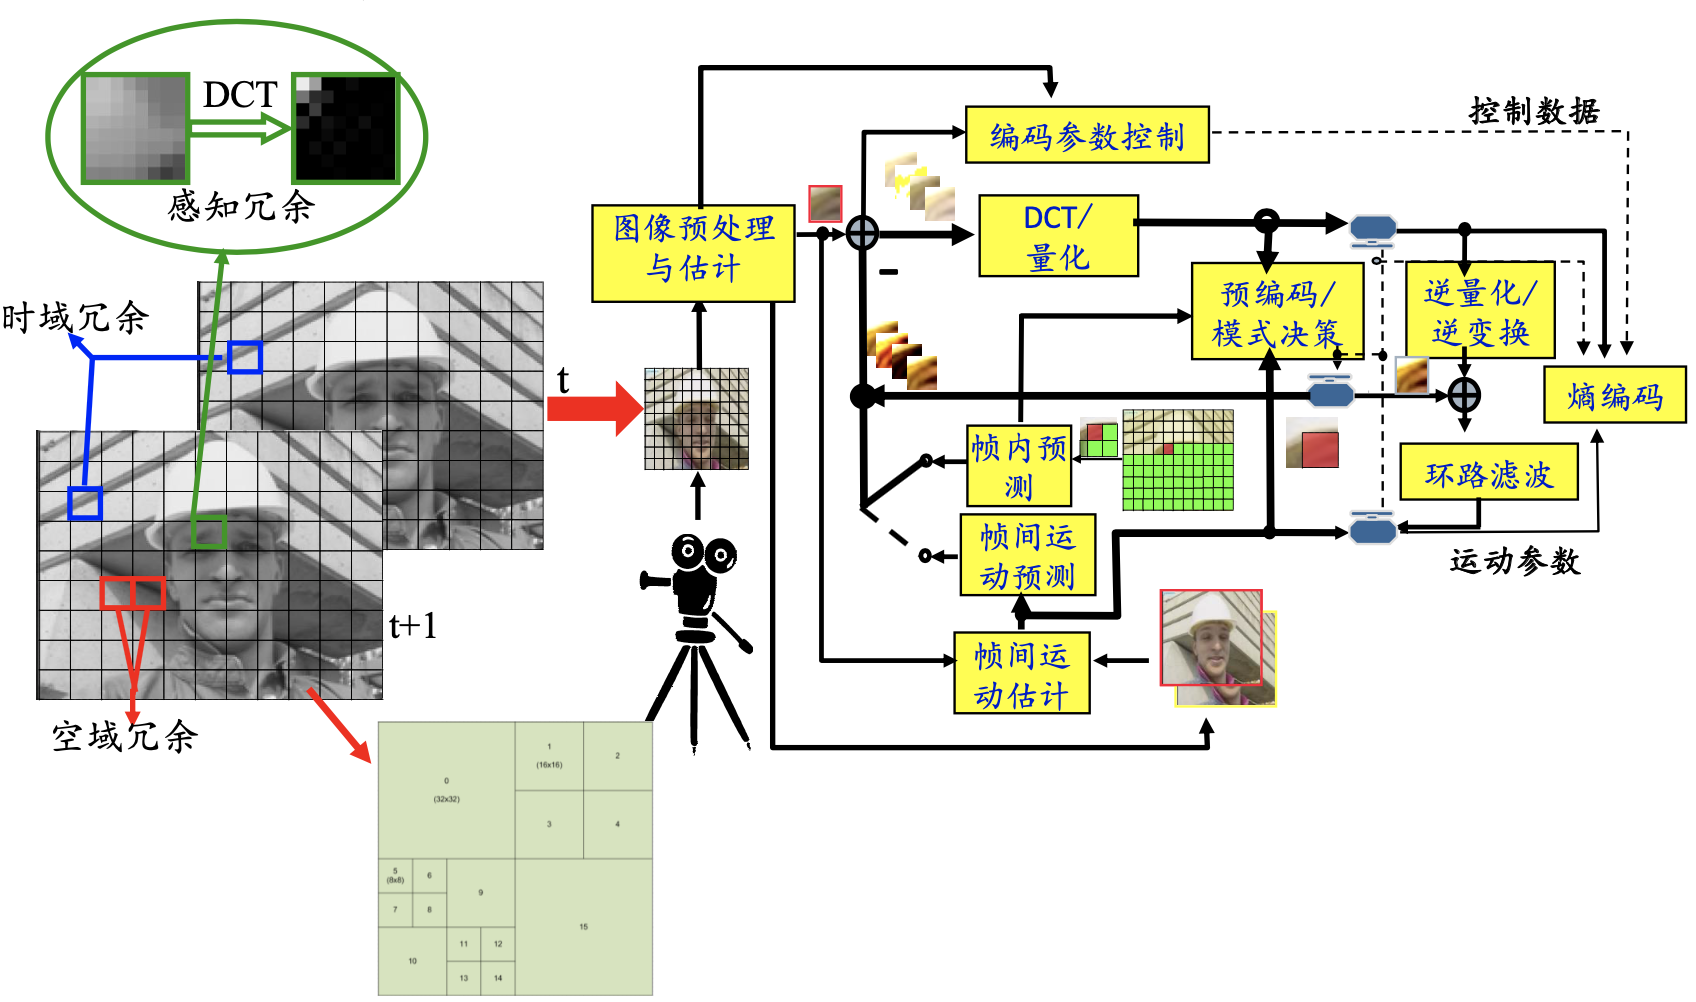 DCT
感知冗余
时域冗余
t
t+1
空域冗余
0
(32x32)
1
(16x16)
2
3
4
5
(8x8)
6
7
8
9
10
11
12
13
14
15
图像预处理
与估计
编码参数控制
控制数据
DCT/
量化
预编码/
模式决策
逆量化/
逆变换
熵编码
环路滤波
运动参数
帧内预
测
帧间运
动预测
帧间运
动估计